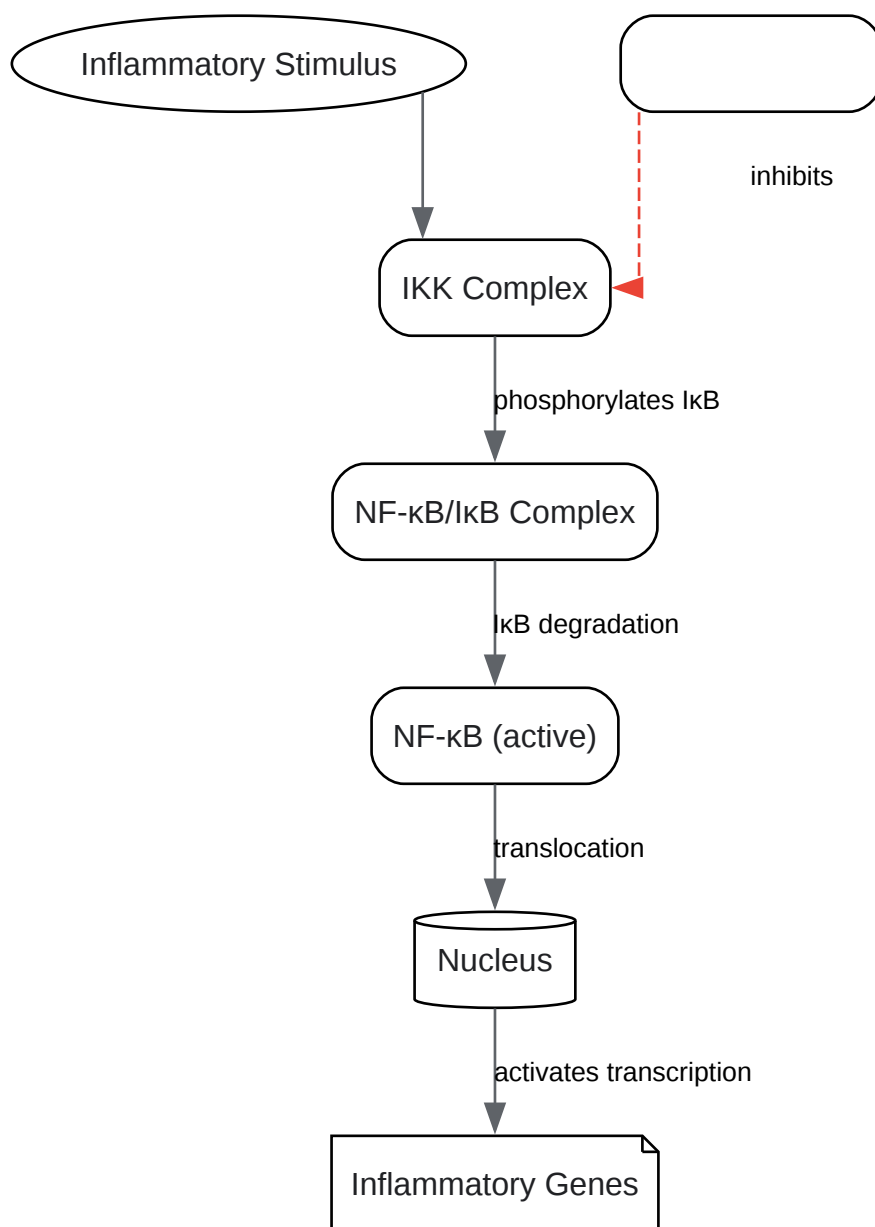 Inflammatory Stimulus
inhibits
IKK Complex
phosphorylates IκB
NF-κB/IκB Complex
IκB degradation
NF-κB (active)
translocation
Nucleus
activates transcription
Inflammatory Genes